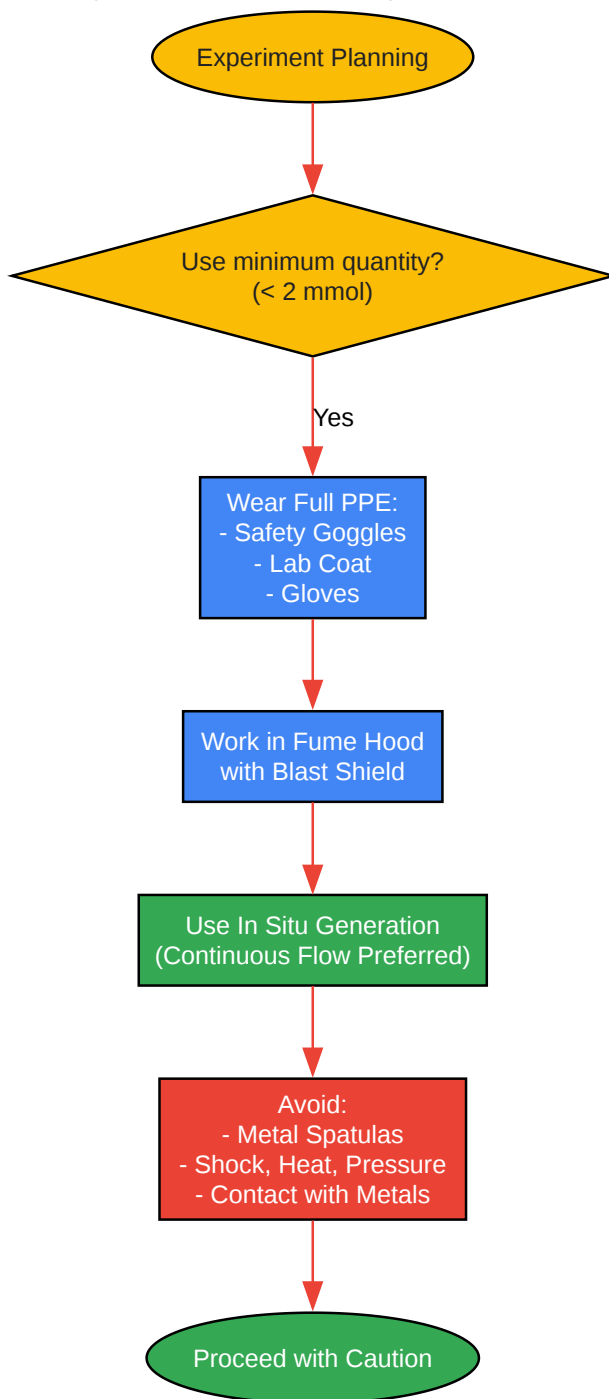 Experiment Planning
Use minimum quantity?
(< 2 mmol)
Yes
Wear Full PPE:
- Safety Goggles
- Lab Coat
- Gloves
Work in Fume Hood
with Blast Shield
Use In Situ Generation
(Continuous Flow Preferred)
Avoid:
- Metal Spatulas
- Shock, Heat, Pressure
- Contact with Metals
Proceed with Caution